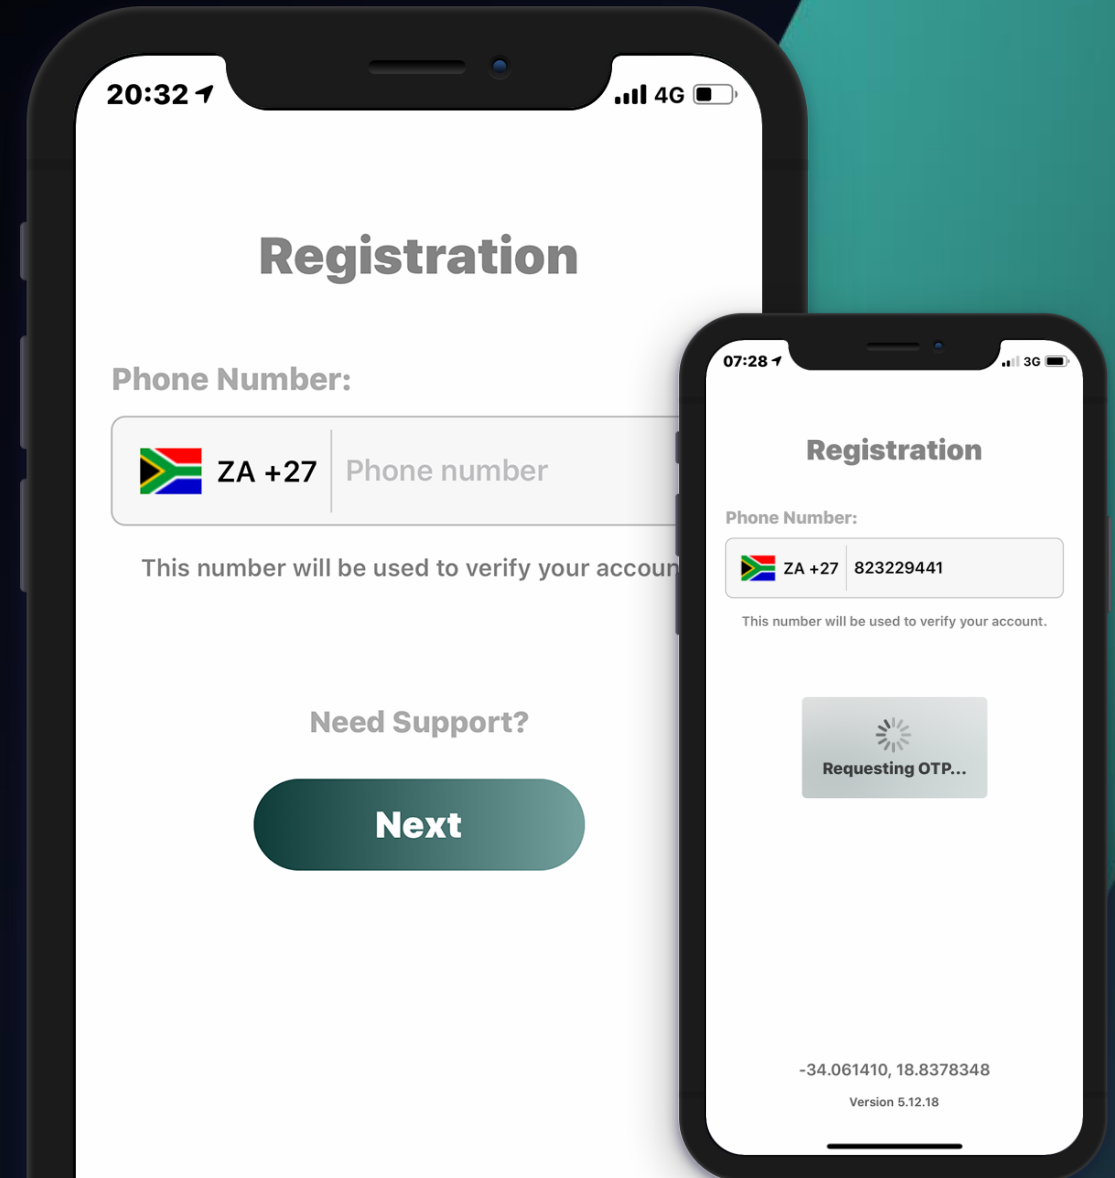 20:32
4G
Registration
Phone Number:
ZA +27 Phone number
This number will be used to verify your accoun
Need Support?
Next
07:28
3G
Registration
Phone Number:
ZA +27 823229441
This number will be used to verify your account.
Requesting OTP...
-34.061410, 18.8378348
Version 5.12.18